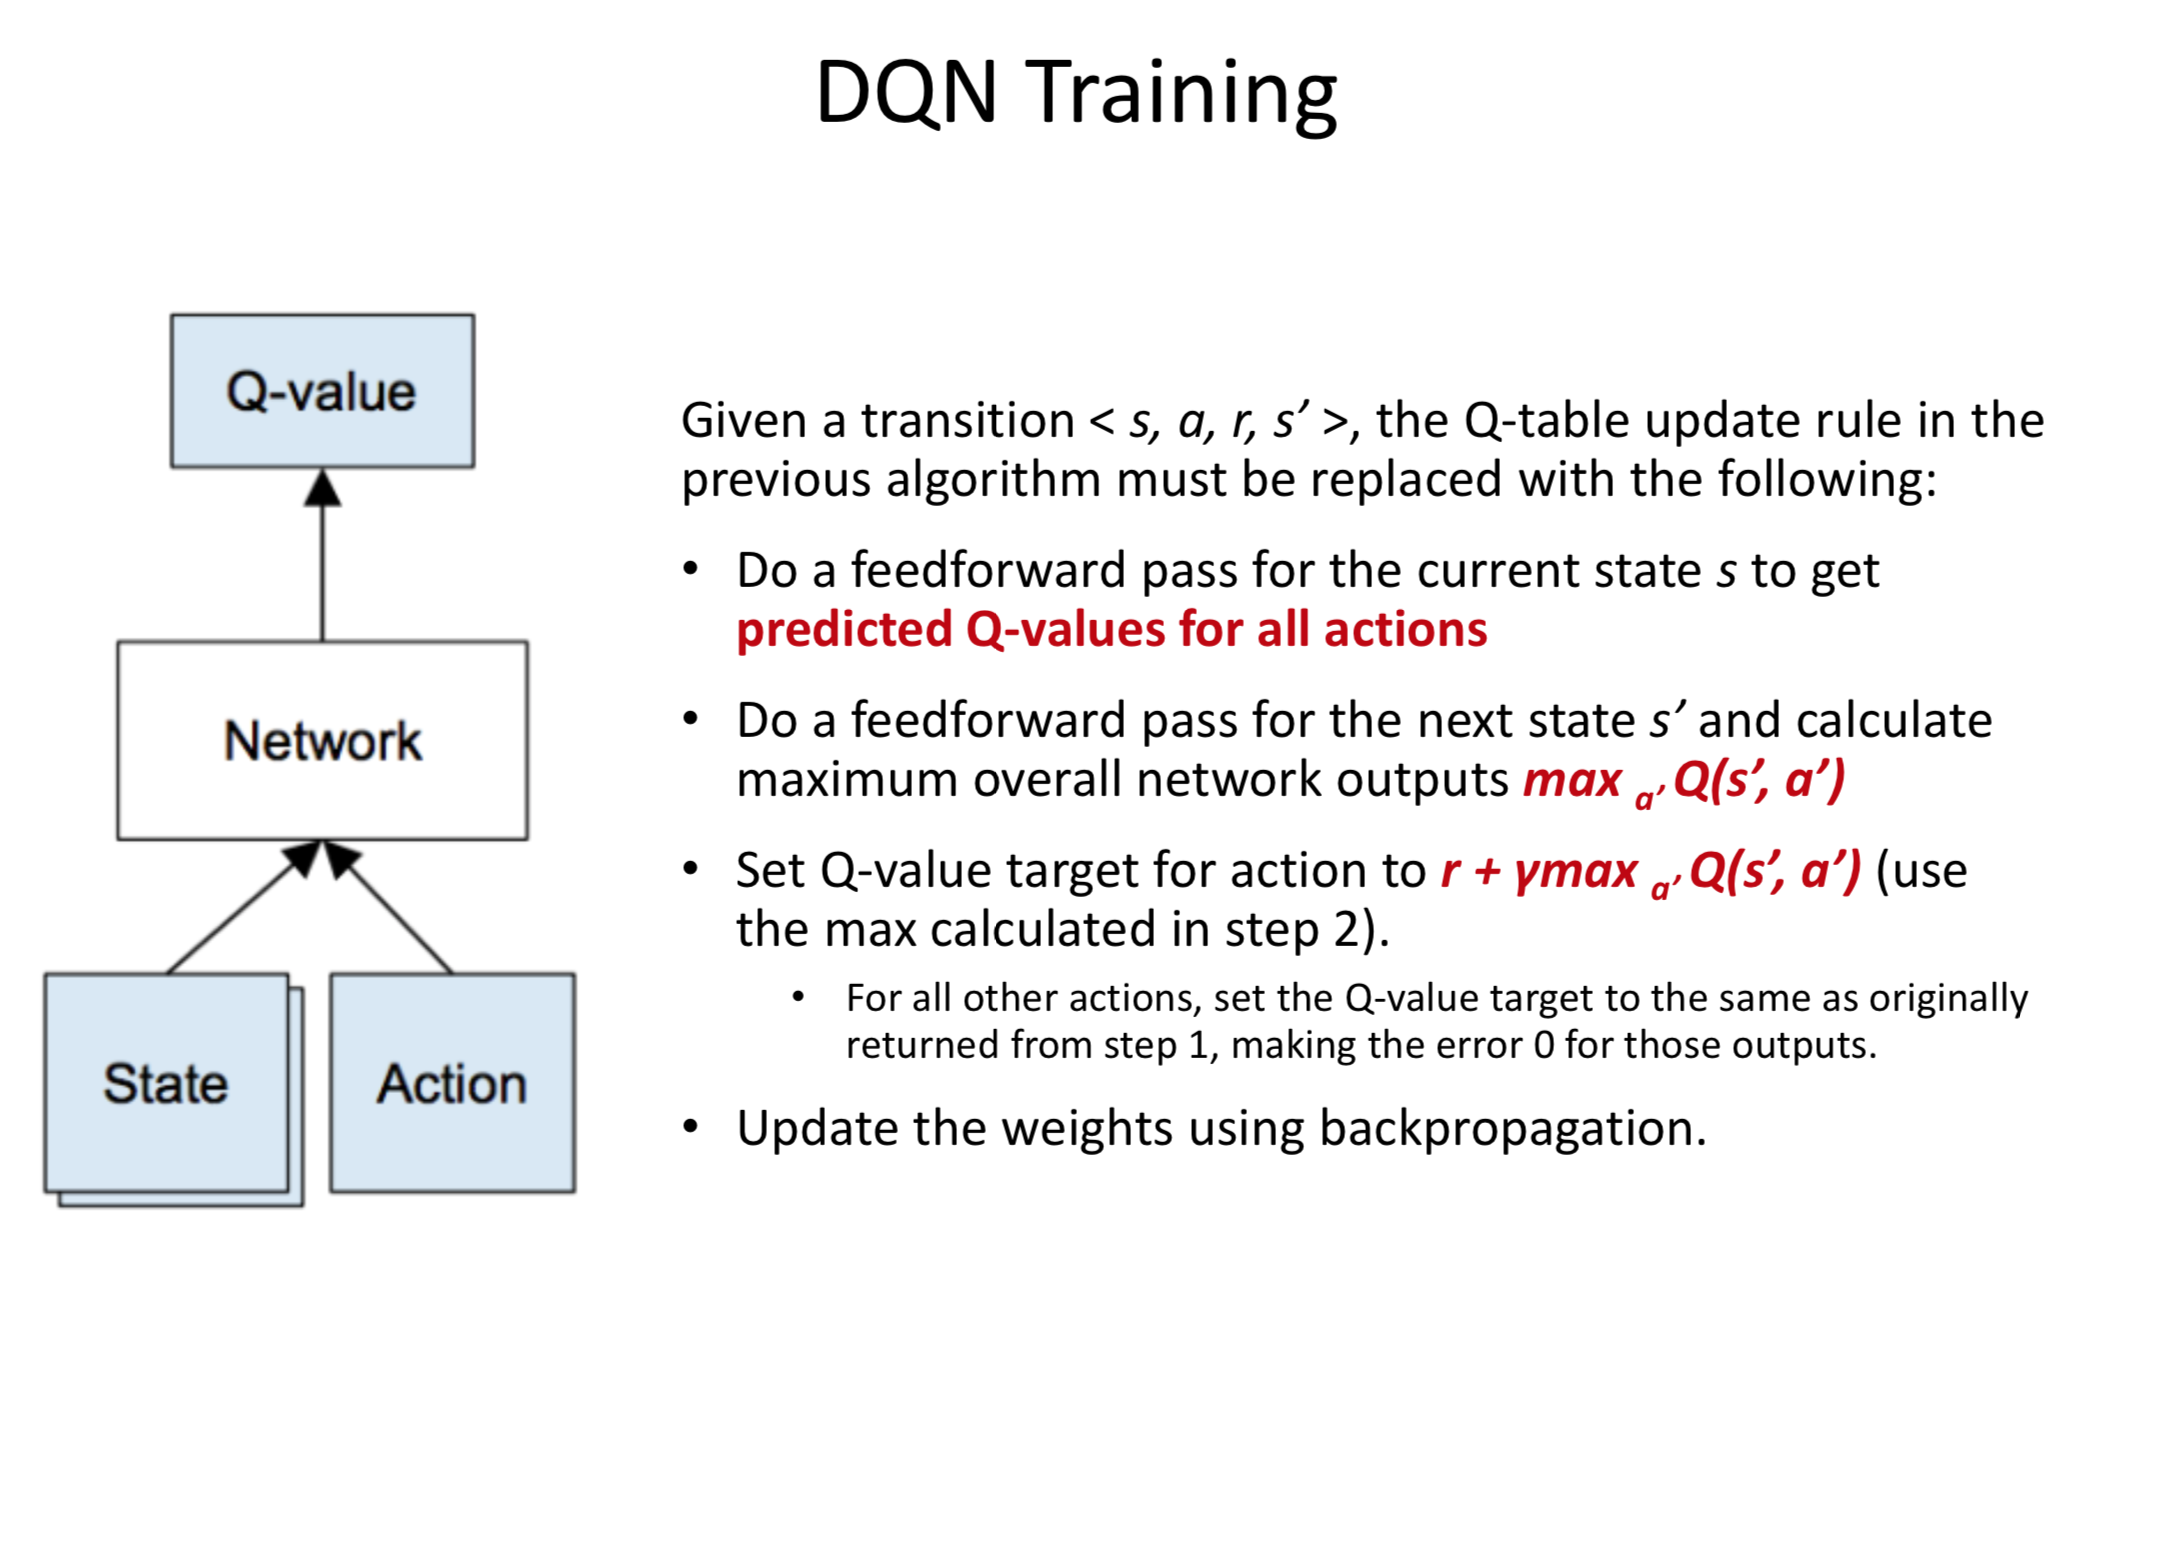 DQN Training
Q-value
Network
State
Action
Given a transition < s, a, r, s’ >, the Q-table update rule in the
previous algorithm must be replaced with the following:
• Do a feedforward pass for the current state s to get
predicted Q-values for all actions
• Do a feedforward pass for the next state s’ and calculate
maximum overall network outputs max a’ Q(s’, a’)
• Set Q-value target for action to r + γmax a’ Q(s’, a’) (use
the max calculated in step 2).
• For all other actions, set the Q-value target to the same as originally
returned from step 1, making the error 0 for those outputs.
• Update the weights using backpropagation.